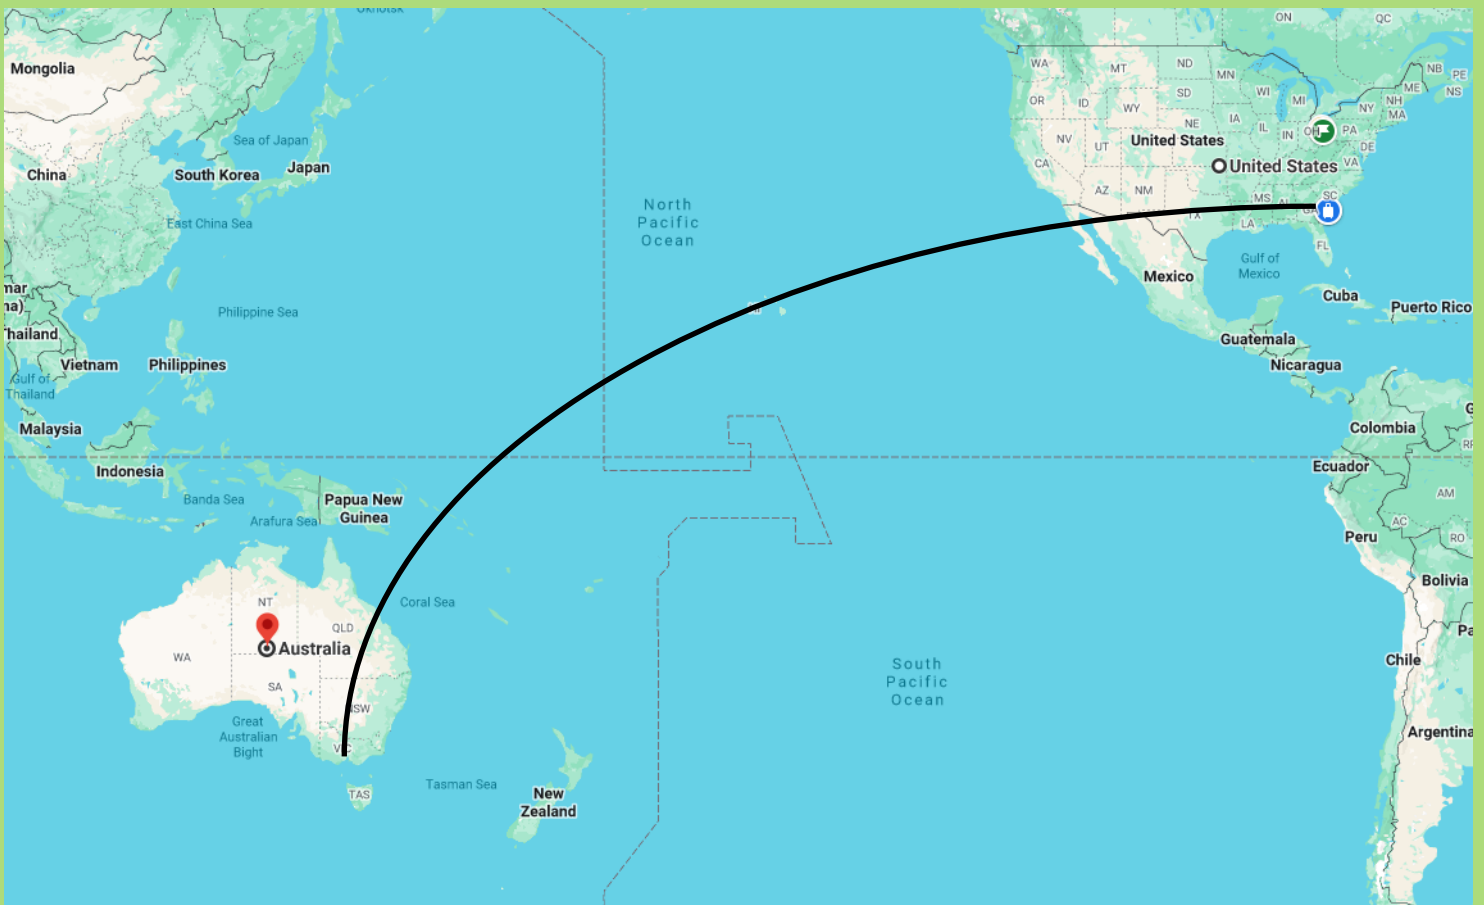 Okhotsk
ON
QC
Mongolia
WA
MT
ND
MN
NB
PE
ME
NS
OR
ID
WY
SD
WI
MI
NH
NY
MA
NE
IA
IL
IN
OH
PA
NV
UT
United States
DE
CA
United States
VA
AZ
NM
MS
AL
SC
GA
TX
LA
FL
Sea of Japan
China
South Korea
Japan
East China Sea
North
Pacific
Ocean
Gulf of
Mexico
Mexico
Cuba
Puerto Rico
mar
na)
Philippine Sea
Thailand
Guatemala
Vietnam
Philippines
Nicaragua
Gulf of
Thailand
Malaysia
Colombia
Indonesia
Ecuador
Banda Sea
Papua New
Guinea
Arafura Sea
AM
AC
RO
Peru
Bolivia
NT
Coral Sea
QLD
Australia
WA
SA
NSW
South
Pacific
Ocean
Pa
Chile
Great
Australian
Bight
Argentina
VIC
TAS
Tasman Sea
New
Zealand